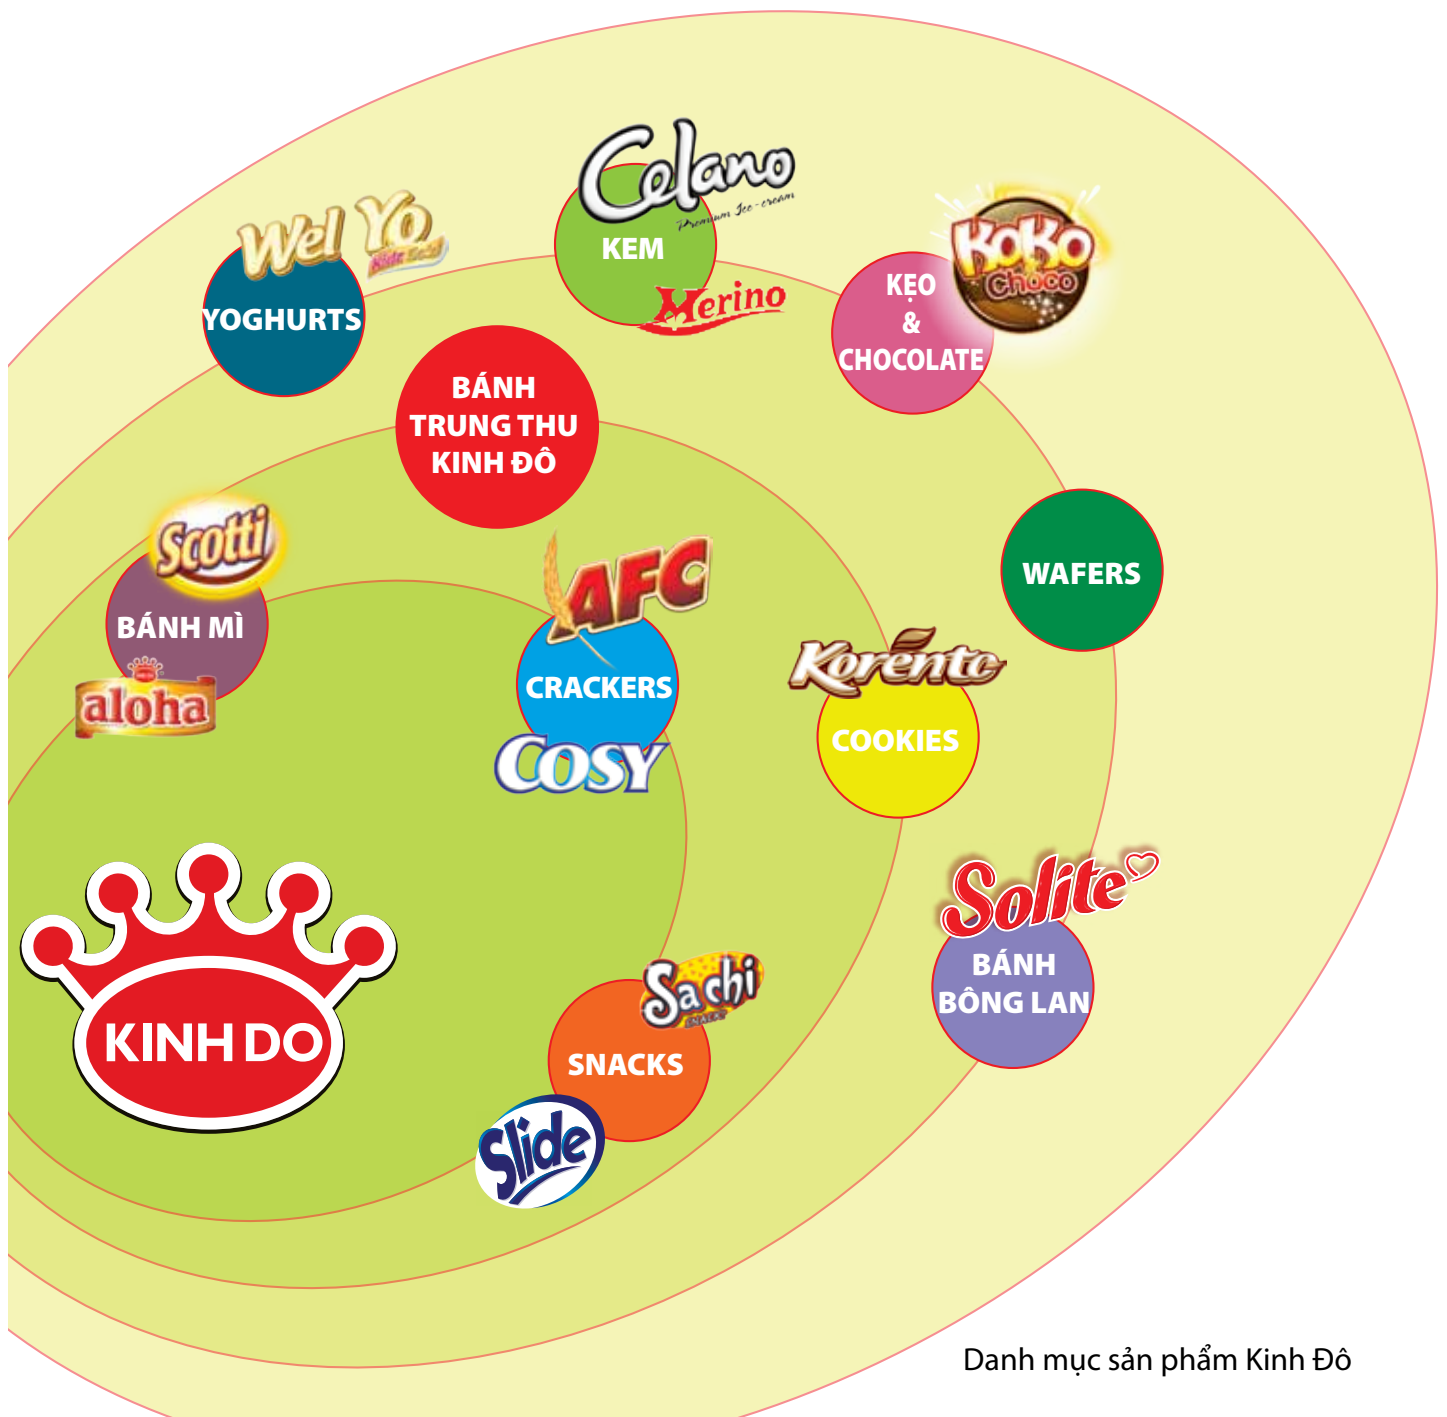 Celano
Premium Ice-cream
KEM
Merino
Wel Yo
Kidz
YOGHURTS
KOKO
Choco
KẸO
&
CHOCOLATE
BÁNH
TRUNG THU
KINH ĐÔ
Scotti
BÁNH MÌ
aloha
AFC
CRACKERS
COSY
WAFERS
Korento
COOKIES
Solite
BÁNH
BÔNG LAN
KINH DO
Sachi
SNACKS
Slide
Danh mục sản phẩm Kinh Đô